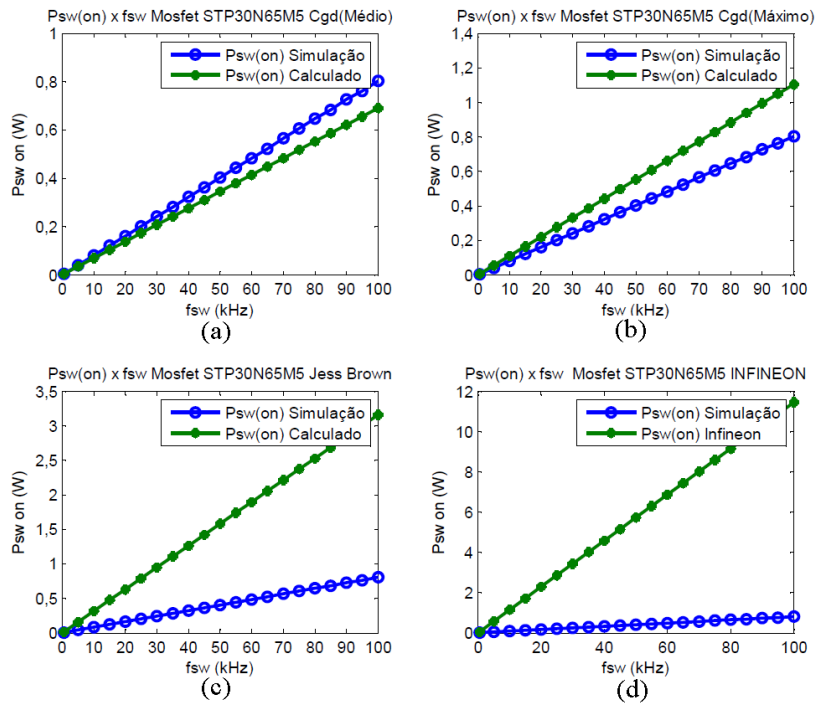 Psw(on) x fsw Mosfet STP30N65M5 Cgd(Médio)
Psw on (W)
1
0,8
0,6
0,4
0,2
0
Psw(on) Simulação
Psw(on) Calculado
0 10 20 30 40 50 60 70 80 90 100
fsw (kHz)
(a)
Psw(on) x fsw Mosfet STP30N65M5 Cgd(Máximo)
Psw on (W)
1,4
1,2
1
0,8
0,6
0,4
0,2
0
Psw(on) Simulação
Psw(on) Calculado
0 10 20 30 40 50 60 70 80 90 100
fsw (kHz)
(b)
Psw(on) x fsw Mosfet STP30N65M5 Jess Brown
Psw on (W)
3,5
3
2,5
2
1,5
1
0,5
0
Psw(on) Simulação
Psw(on) Calculado
0 10 20 30 40 50 60 70 80 90 100
fsw (kHz)
(c)
Psw(on) x fsw Mosfet STP30N65M5 INFINEON
Psw on (W)
12
10
8
6
4
2
0
Psw(on) Simulação
Psw(on) Infineon
0 20 40 60 80 100
fsw (kHz)
(d)